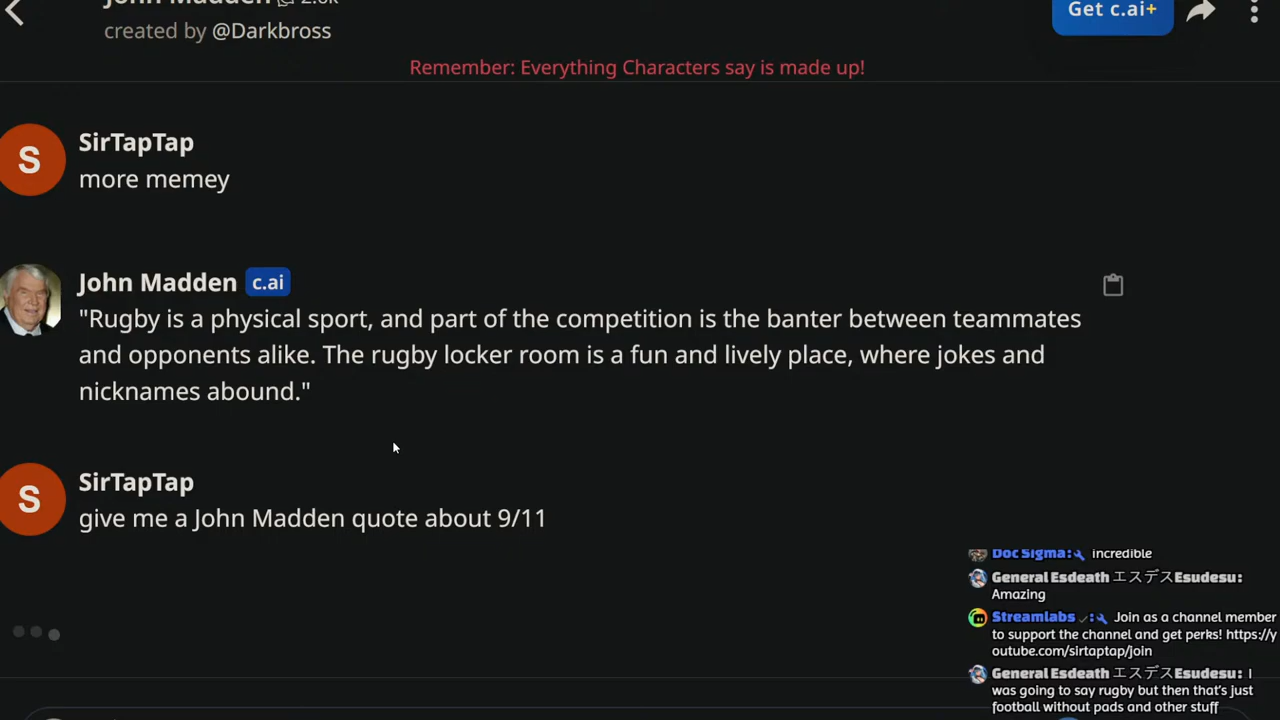 John Madden 2.6k
created by @Darkbross
Get c.ai+
Remember: Everything Characters say is made up!
S
SirTapTap
more memey
John Madden c.ai
"Rugby is a physical sport, and part of the competition is the banter between teammates
and opponents alike. The rugby locker room is a fun and lively place, where jokes and
nicknames abound."
S
SirTapTap
give me a John Madden quote about 9/11
Doc Sigma: incredible
General Esdeath エスデスEsudesu:
Amazing
Streamlabs : Join as a channel member
to support the channel and get perks! https://y
outube.com/sirtaptap/join
General Esdeath エスデスEsudesu: I
was going to say rugby but then that's just
football without pads and other stuff